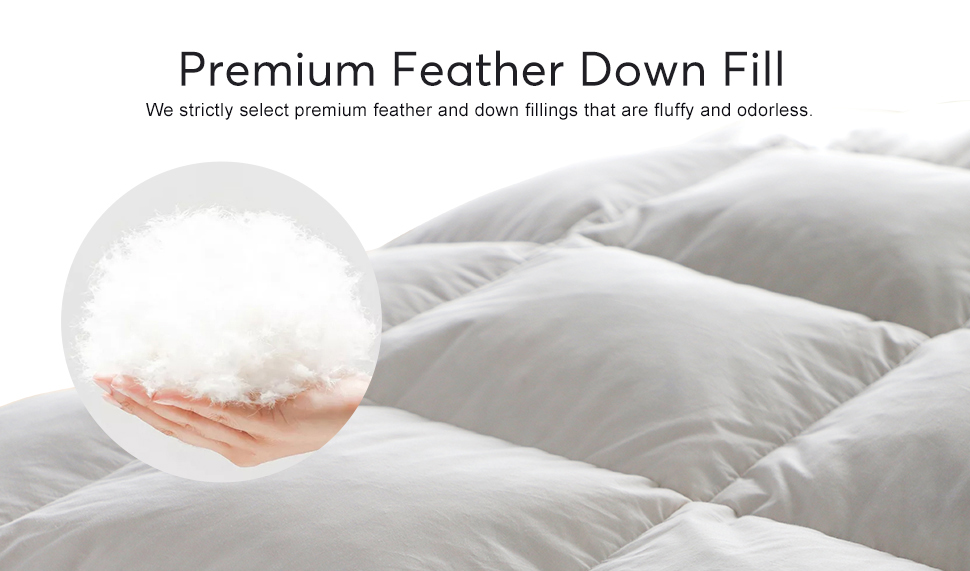 Premium Feather Down Fill
We strictly select premium feather and down fillings that are fluffy and odorless.